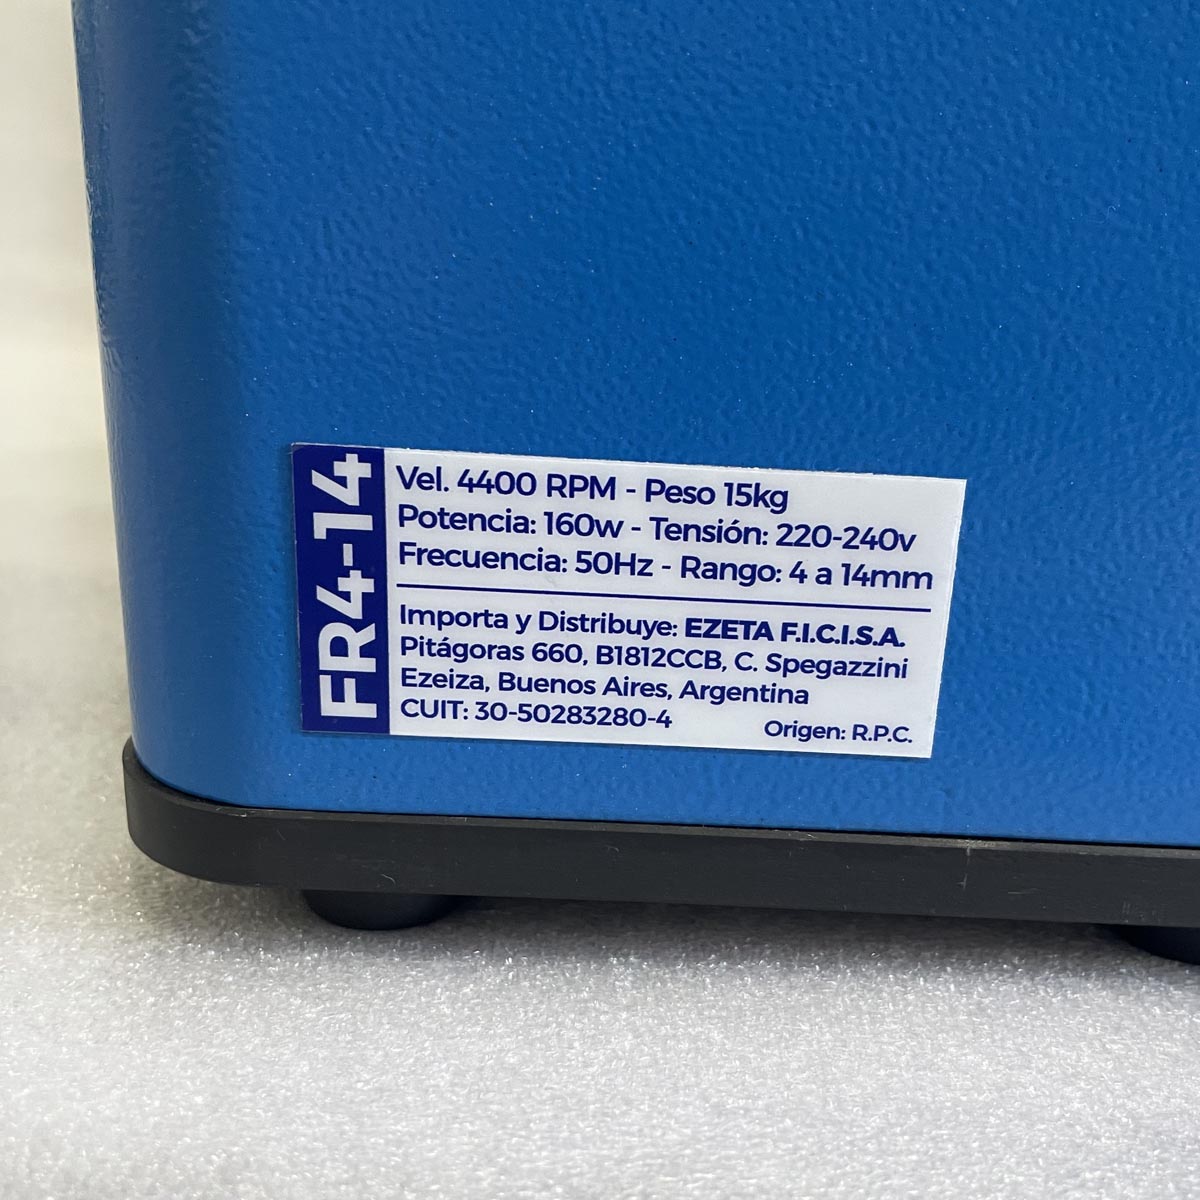 FR4-14
Vel. 4400 RPM - Peso 15kg
Potencia: 160w - Tensión: 220-240v
Frecuencia: 50Hz - Rango: 4 a 14mm
Importa y Distribuye: EZETA F.I.C.I.S.A.
Pitágoras 660, B1812CCB, C. Spegazzini
Ezeiza, Buenos Aires, Argentina
CUIT: 30-50283280-4
Origen: R.P.C.